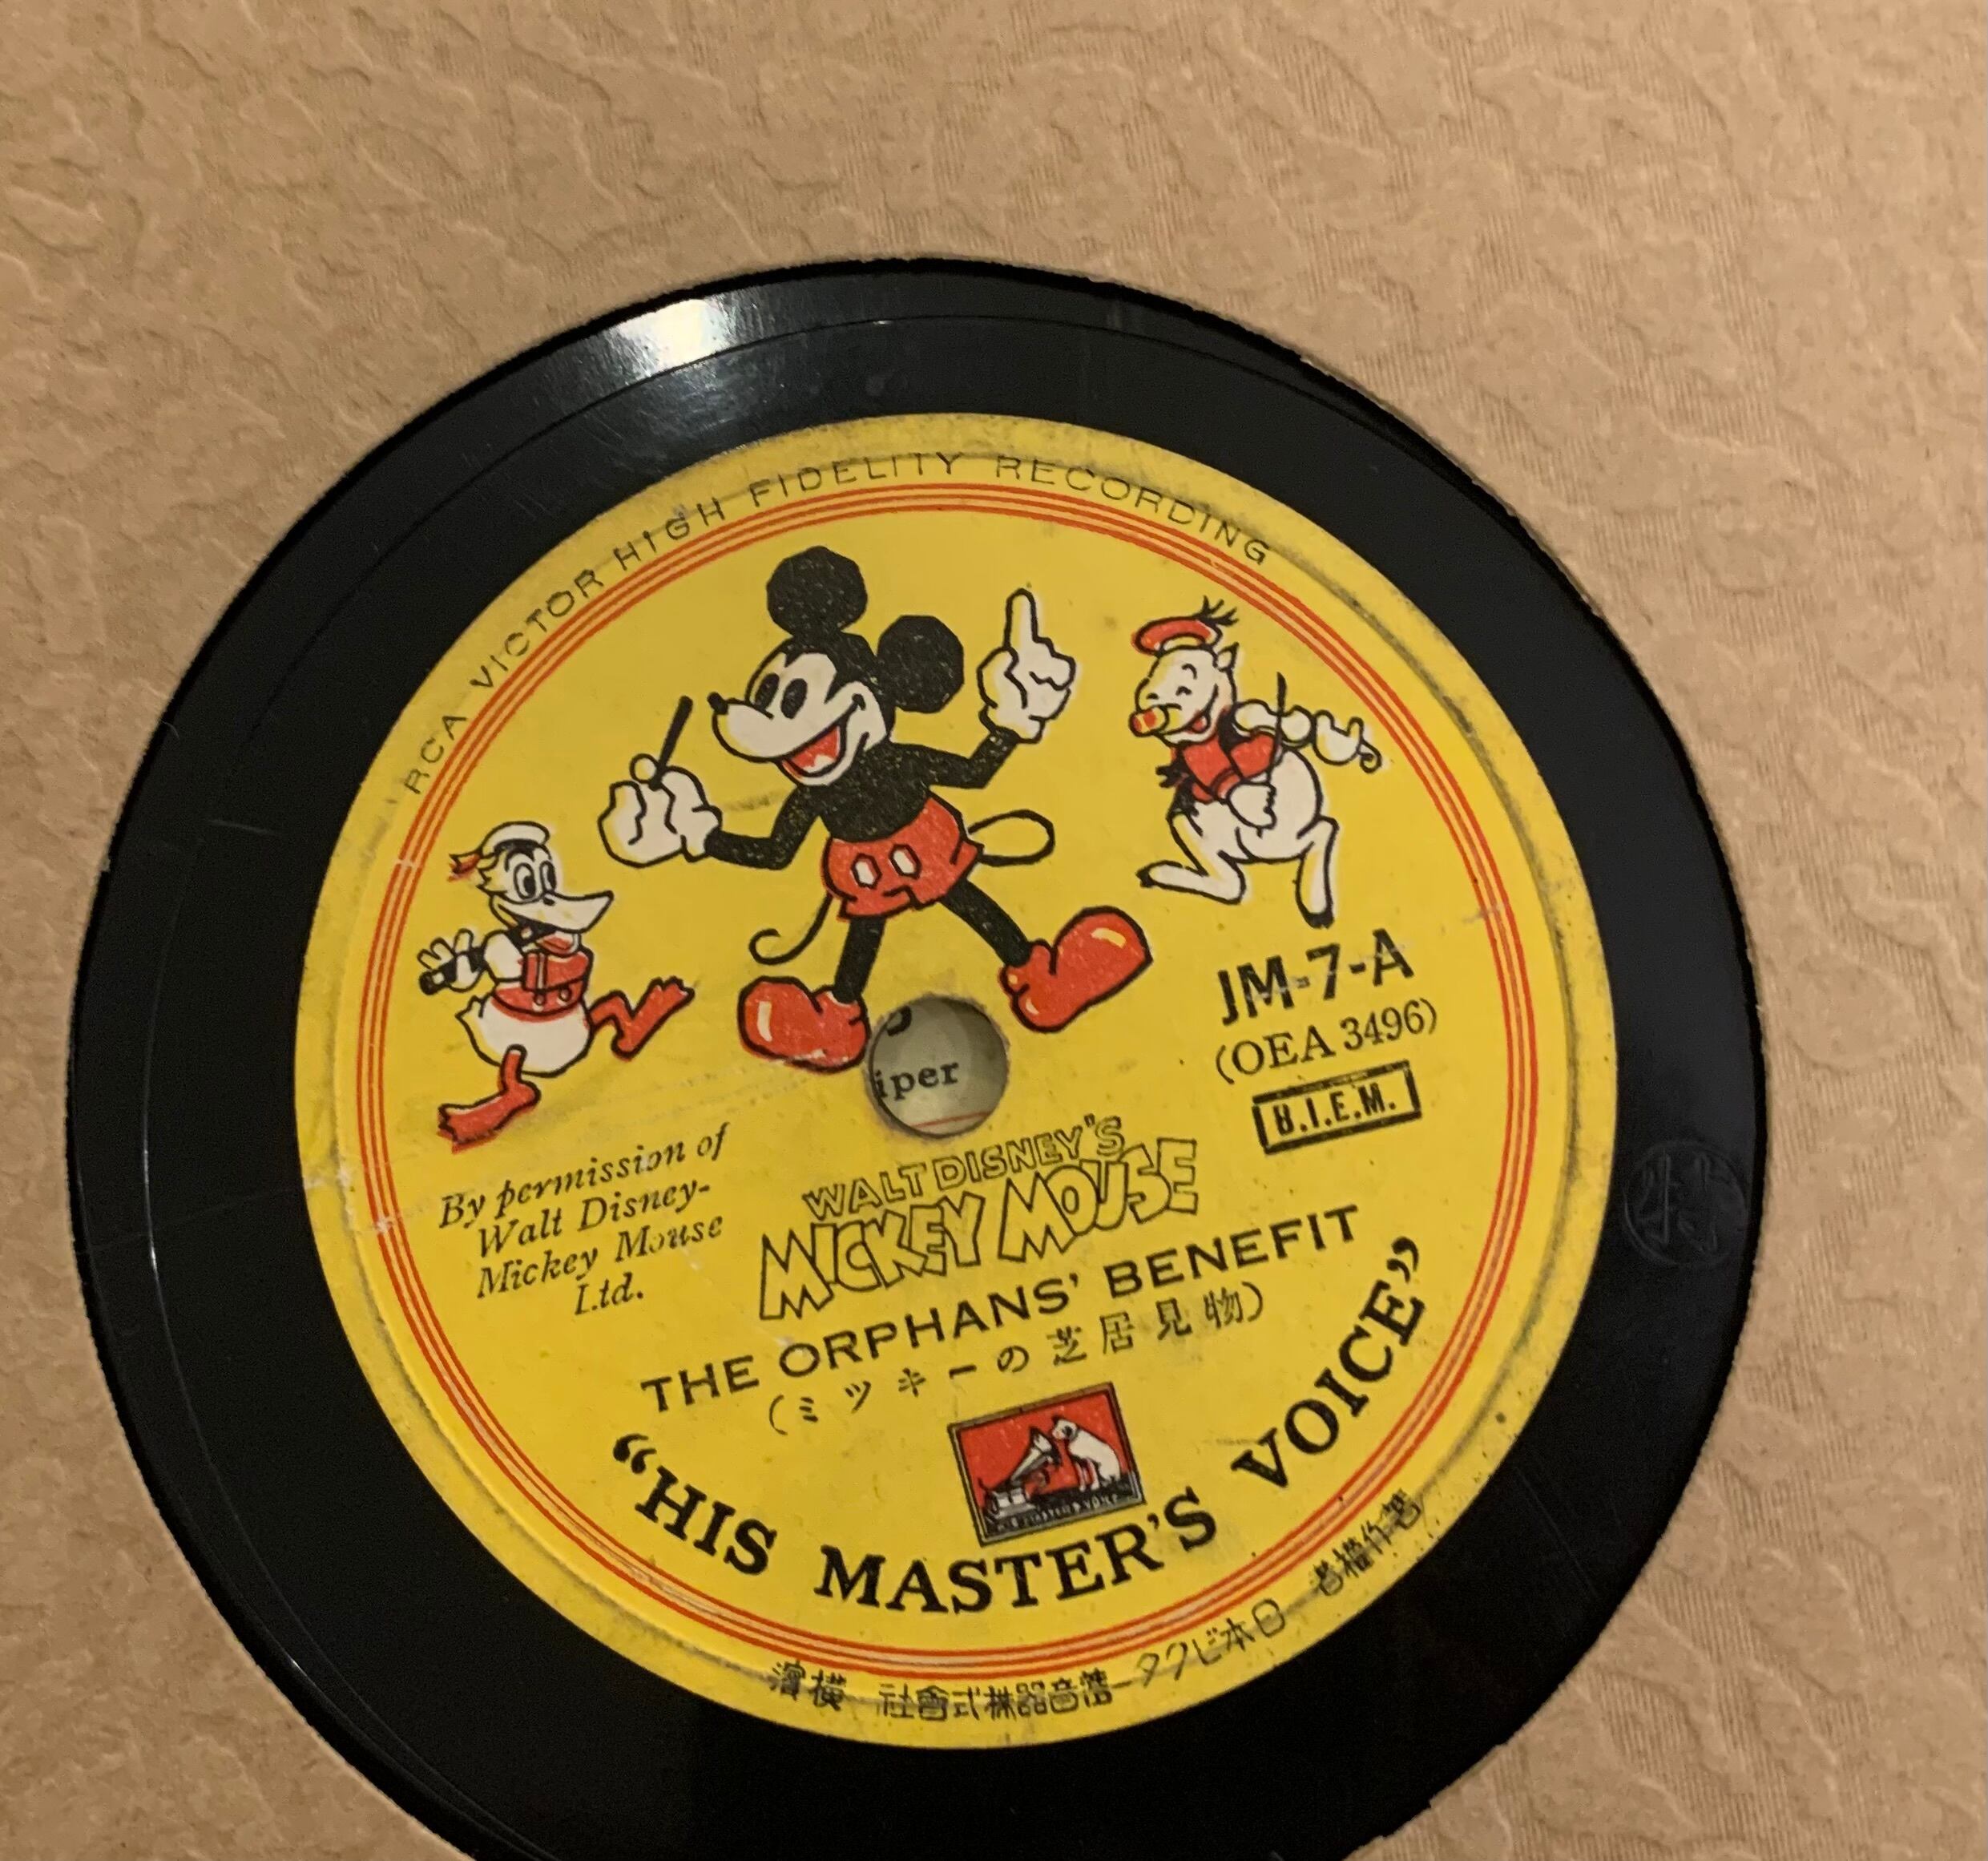 RCA VICTOR HIGH FIDELITY RECORDING
JM-7-A
(OEA 3496)
B.I.E.M.
iper
By permission of
Walt Disney-
Mickey Mouse
Ltd.
WALT DISNEY'S
MICKEY MOUSE
THE ORPHANS' BENEFIT
(ミツキーの芝居見物)
"HIS MASTER'S VOICE"
濱横 社會式株器音蓄ータクビ本日 者權作著
特